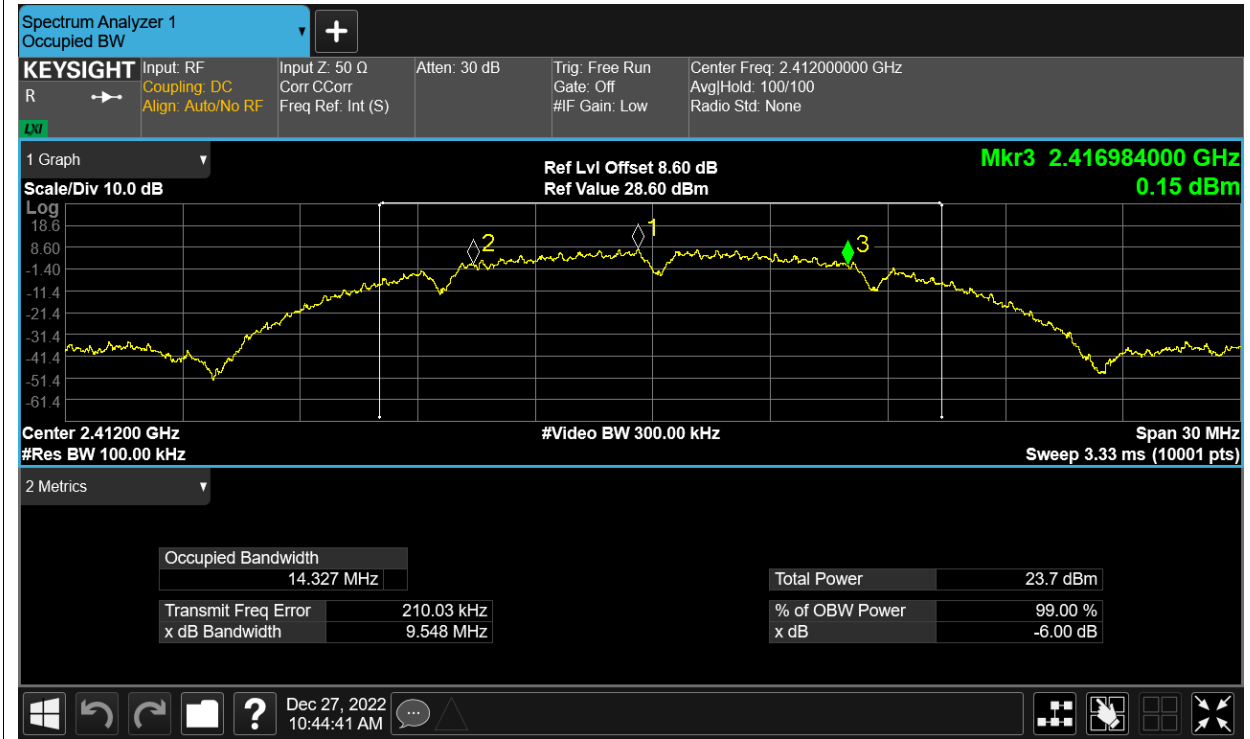 Spectrum Analyzer 1
Occupied BW
KEYSIGHT
R
LXI
Input: RF
Coupling: DC
Align: Auto/No RF
Input Z: 50 Ω
Corr CCorr
Freq Ref: Int (S)
Atten: 30 dB
Trig: Free Run
Gate: Off
#IF Gain: Low
Center Freq: 2.412000000 GHz
Avg|Hold: 100/100
Radio Std: None
1 Graph
Scale/Div 10.0 dB
Ref Lvl Offset 8.60 dB
Ref Value 28.60 dBm
Mkr3 2.416984000 GHz
0.15 dBm
Log
18.6
8.60
-1.40
-11.4
-21.4
-31.4
-41.4
-51.4
-61.4
2
1
3
Center 2.41200 GHz
#Res BW 100.00 kHz
#Video BW 300.00 kHz
Span 30 MHz
Sweep 3.33 ms (10001 pts)
2 Metrics
Occupied Bandwidth
14.327 MHz
Transmit Freq Error 210.03 kHz
x dB Bandwidth 9.548 MHz
Total Power 23.7 dBm
% of OBW Power 99.00 %
x dB -6.00 dB
?
Dec 27, 2022
10:44:41 AM